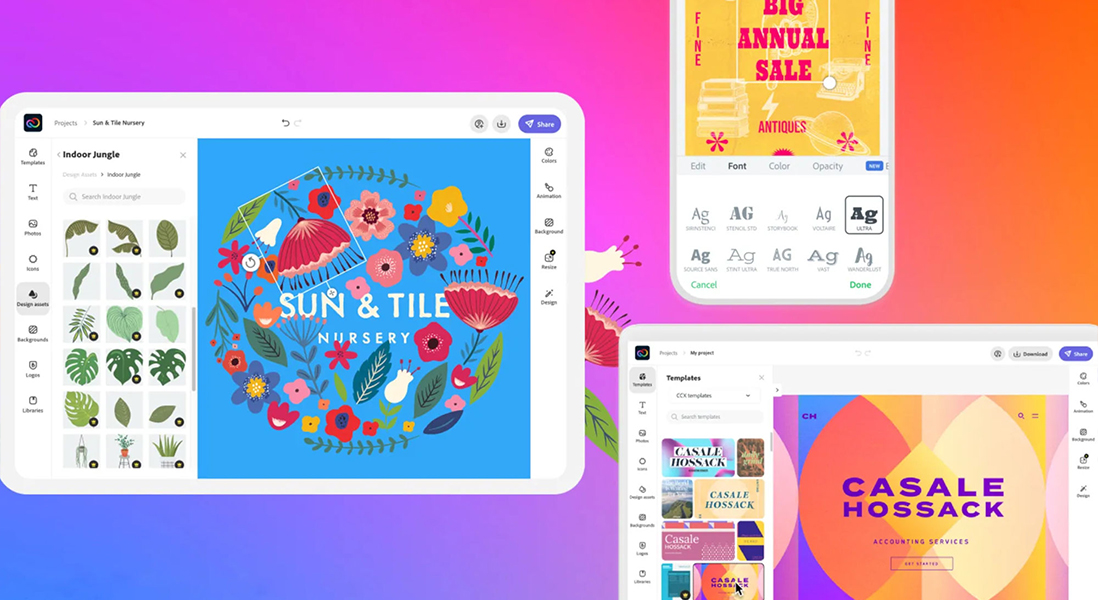 Projects > Sun & Tile Nursery
Share
Templates
Text
Photos
Icons
Design assets
Backgrounds
Logos
Libraries
Indoor Jungle
Design Assets > Indoor Jungle
Search Indoor Jungle
SUN & TILE
NURSERY
Colors
Animation
Background
Resize
Design
BIG
ANNUAL
SALE
FINE
FINE
ANTIQUES
Edit Font Color Opacity NEW
Ag Ag Ag Ag Ag
SIRINSTENCI STENCIL STD STORYBOOK VOLTAIRE ULTRA
Ag Ag AG Ag Ag
SOURCE SANS STINT ULTRA TRUE NORTH VAST WANDERLUST
Cancel Done
Projects > My project
Download
Share
Templates
Text
Photos
Icons
Design assets
Backgrounds
Logos
Libraries
Templates
CCX templates
Search templates
CASALE
HOSSACK
CASALE
HOSSACK
Casale
HOSSACK
CASALE
HOSSACK
CH
CASALE
HOSSACK
ACCOUNTING SERVICES
GET STARTED
Colors
Animation
Background
Resize
Design